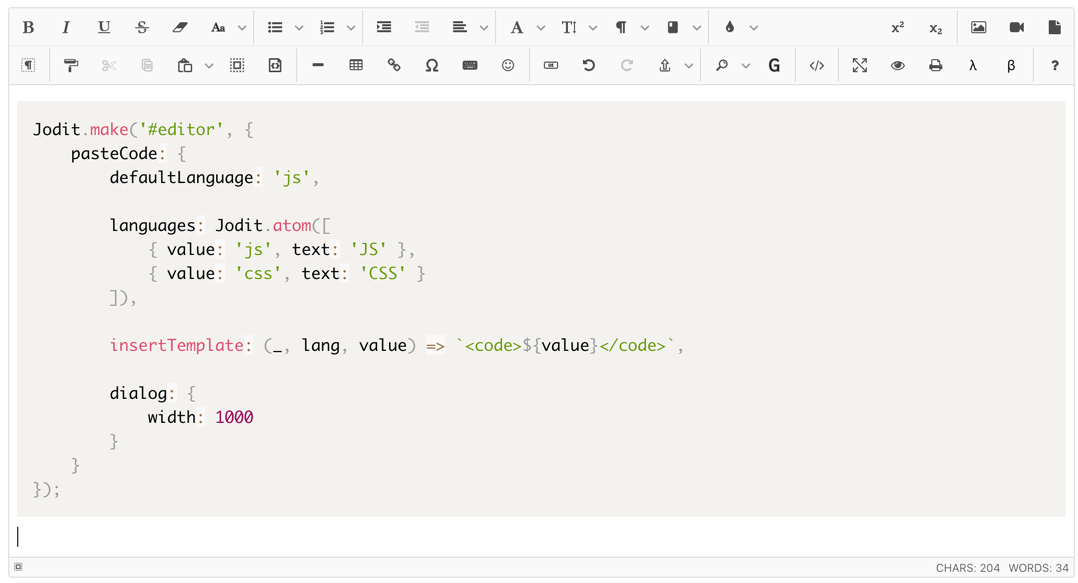 B I U S Aa A T ¶ x² x₂
¶ Ω G </> λ β ?
Jodit.make('#editor', {
    pasteCode: {
        defaultLanguage: 'js',

        languages: Jodit.atom([
            { value: 'js', text: 'JS' },
            { value: 'css', text: 'CSS' }
        ]),

        insertTemplate: (_, lang, value) => `<code>${value}</code>`,

        dialog: {
            width: 1000
        }
    }
});
CHARS: 204 WORDS: 34